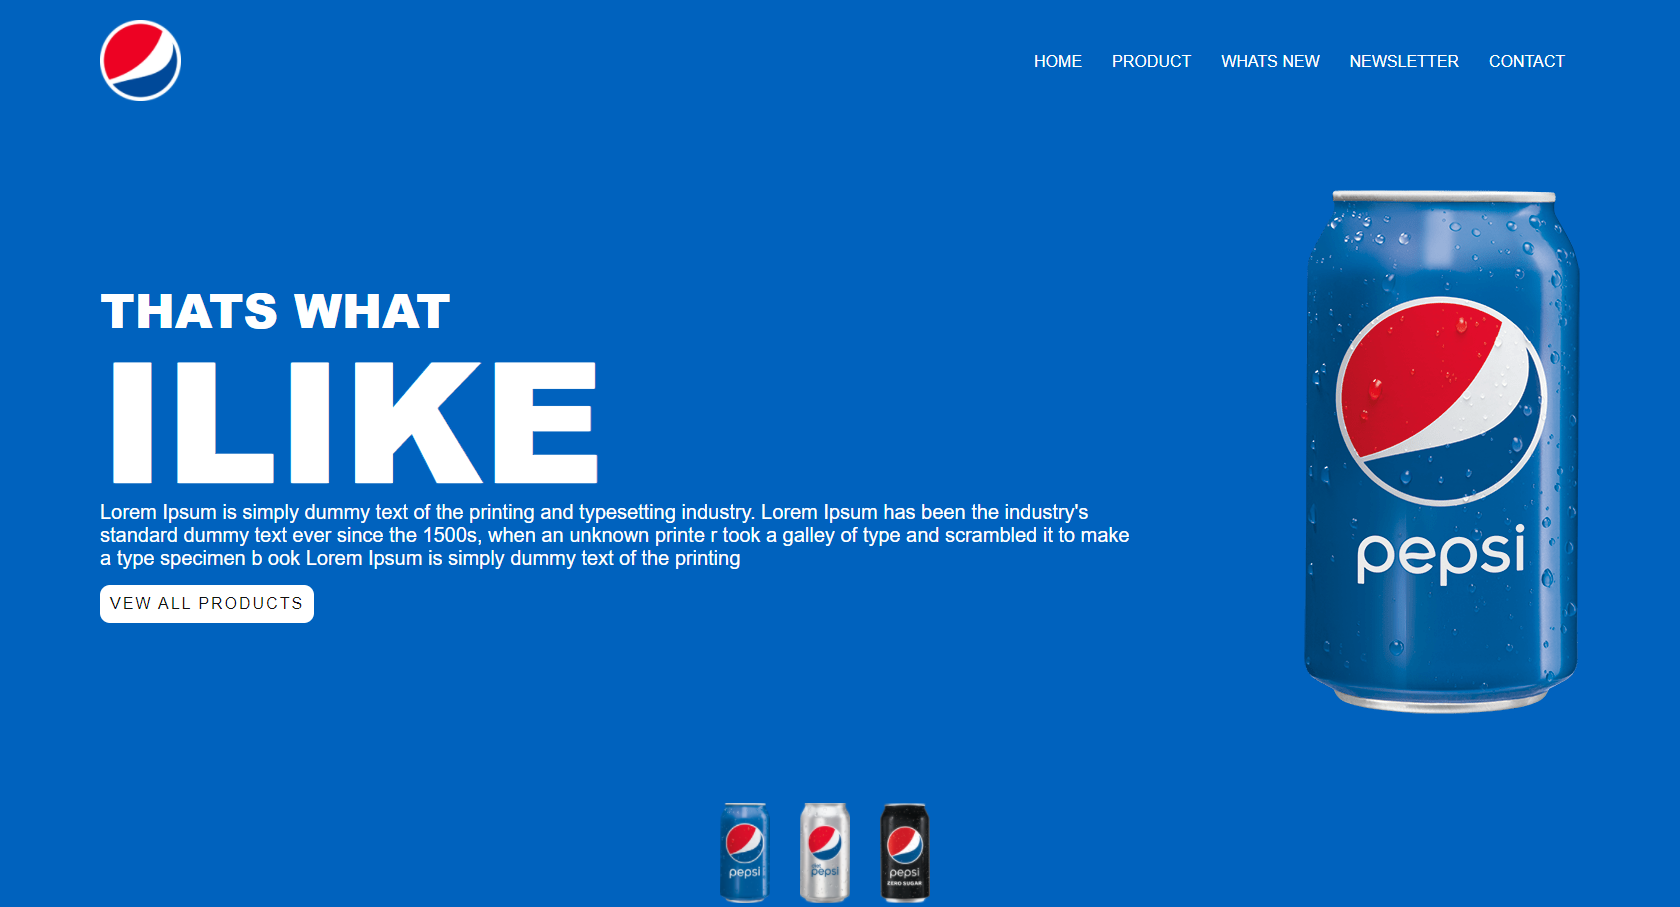 HOME PRODUCT WHATS NEW NEWSLETTER CONTACT
THATS WHAT
ILIKE
Lorem Ipsum is simply dummy text of the printing and typesetting industry. Lorem Ipsum has been the industry's
standard dummy text ever since the 1500s, when an unknown printe r took a galley of type and scrambled it to make
a type specimen b ook Lorem Ipsum is simply dummy text of the printing
VEW ALL PRODUCTS
pepsi
pepsi
diet
pepsi
pepsi
ZERO SUGAR